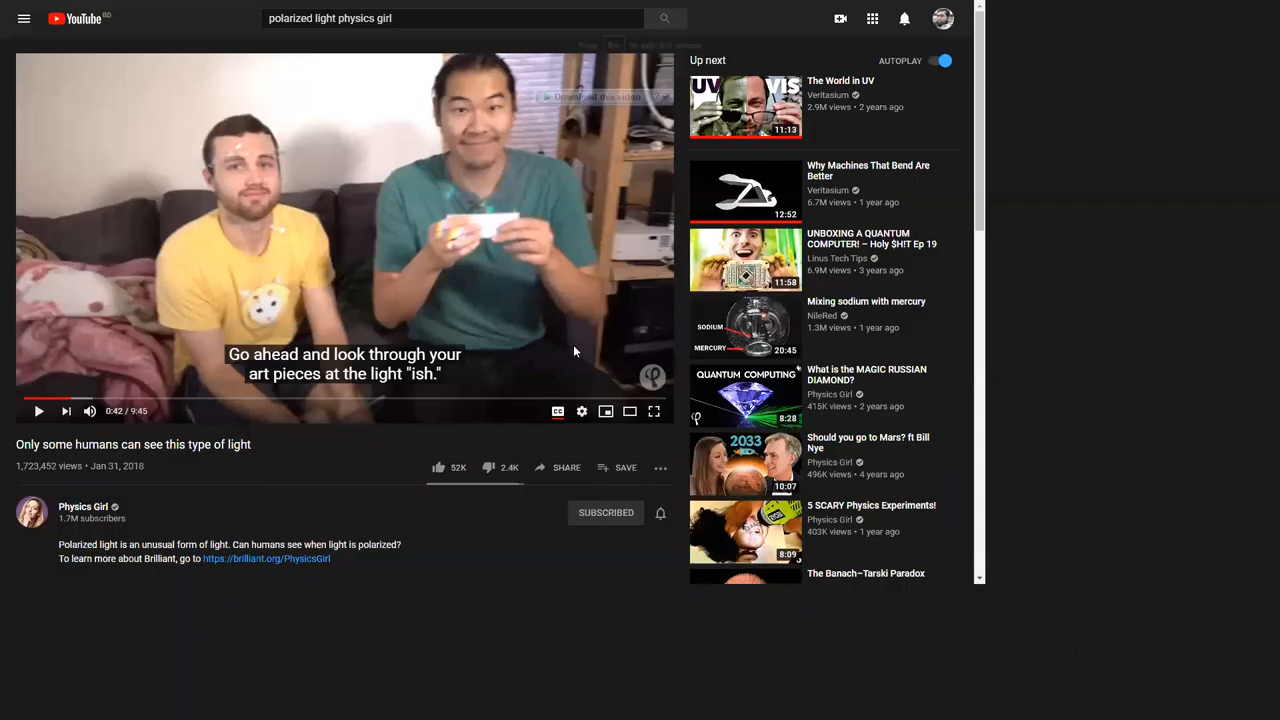 YouTube BD
polarized light physics girl
Download this video
Go ahead and look through your
art pieces at the light "ish."
0:42 / 9:45
CC
Only some humans can see this type of light
1,723,452 views • Jan 31, 2018
52K
2.4K
SHARE
SAVE
Physics Girl
1.7M subscribers
SUBSCRIBED
Polarized light is an unusual form of light. Can humans see when light is polarized?
To learn more about Brilliant, go to https://brilliant.org/PhysicsGirl
Up next
AUTOPLAY
UV
VIS
11:13
The World in UV
Veritasium
2.9M views • 2 years ago
12:52
Why Machines That Bend Are
Better
Veritasium
6.7M views • 1 year ago
11:58
UNBOXING A QUANTUM
COMPUTER! – Holy $H!T Ep 19
Linus Tech Tips
6.9M views • 3 years ago
SODIUM
MERCURY
20:45
Mixing sodium with mercury
NileRed
1.3M views • 1 year ago
QUANTUM COMPUTING
8:28
What is the MAGIC RUSSIAN
DIAMOND?
Physics Girl
415K views • 2 years ago
2033
10:07
Should you go to Mars? ft Bill
Nye
Physics Girl
496K views • 4 years ago
8:09
5 SCARY Physics Experiments!
Physics Girl
403K views • 1 year ago
The Banach–Tarski Paradox